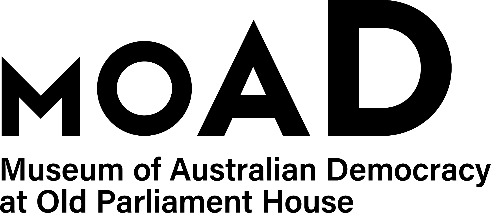 MOAD
Museum of Australian Democracy
at Old Parliament House